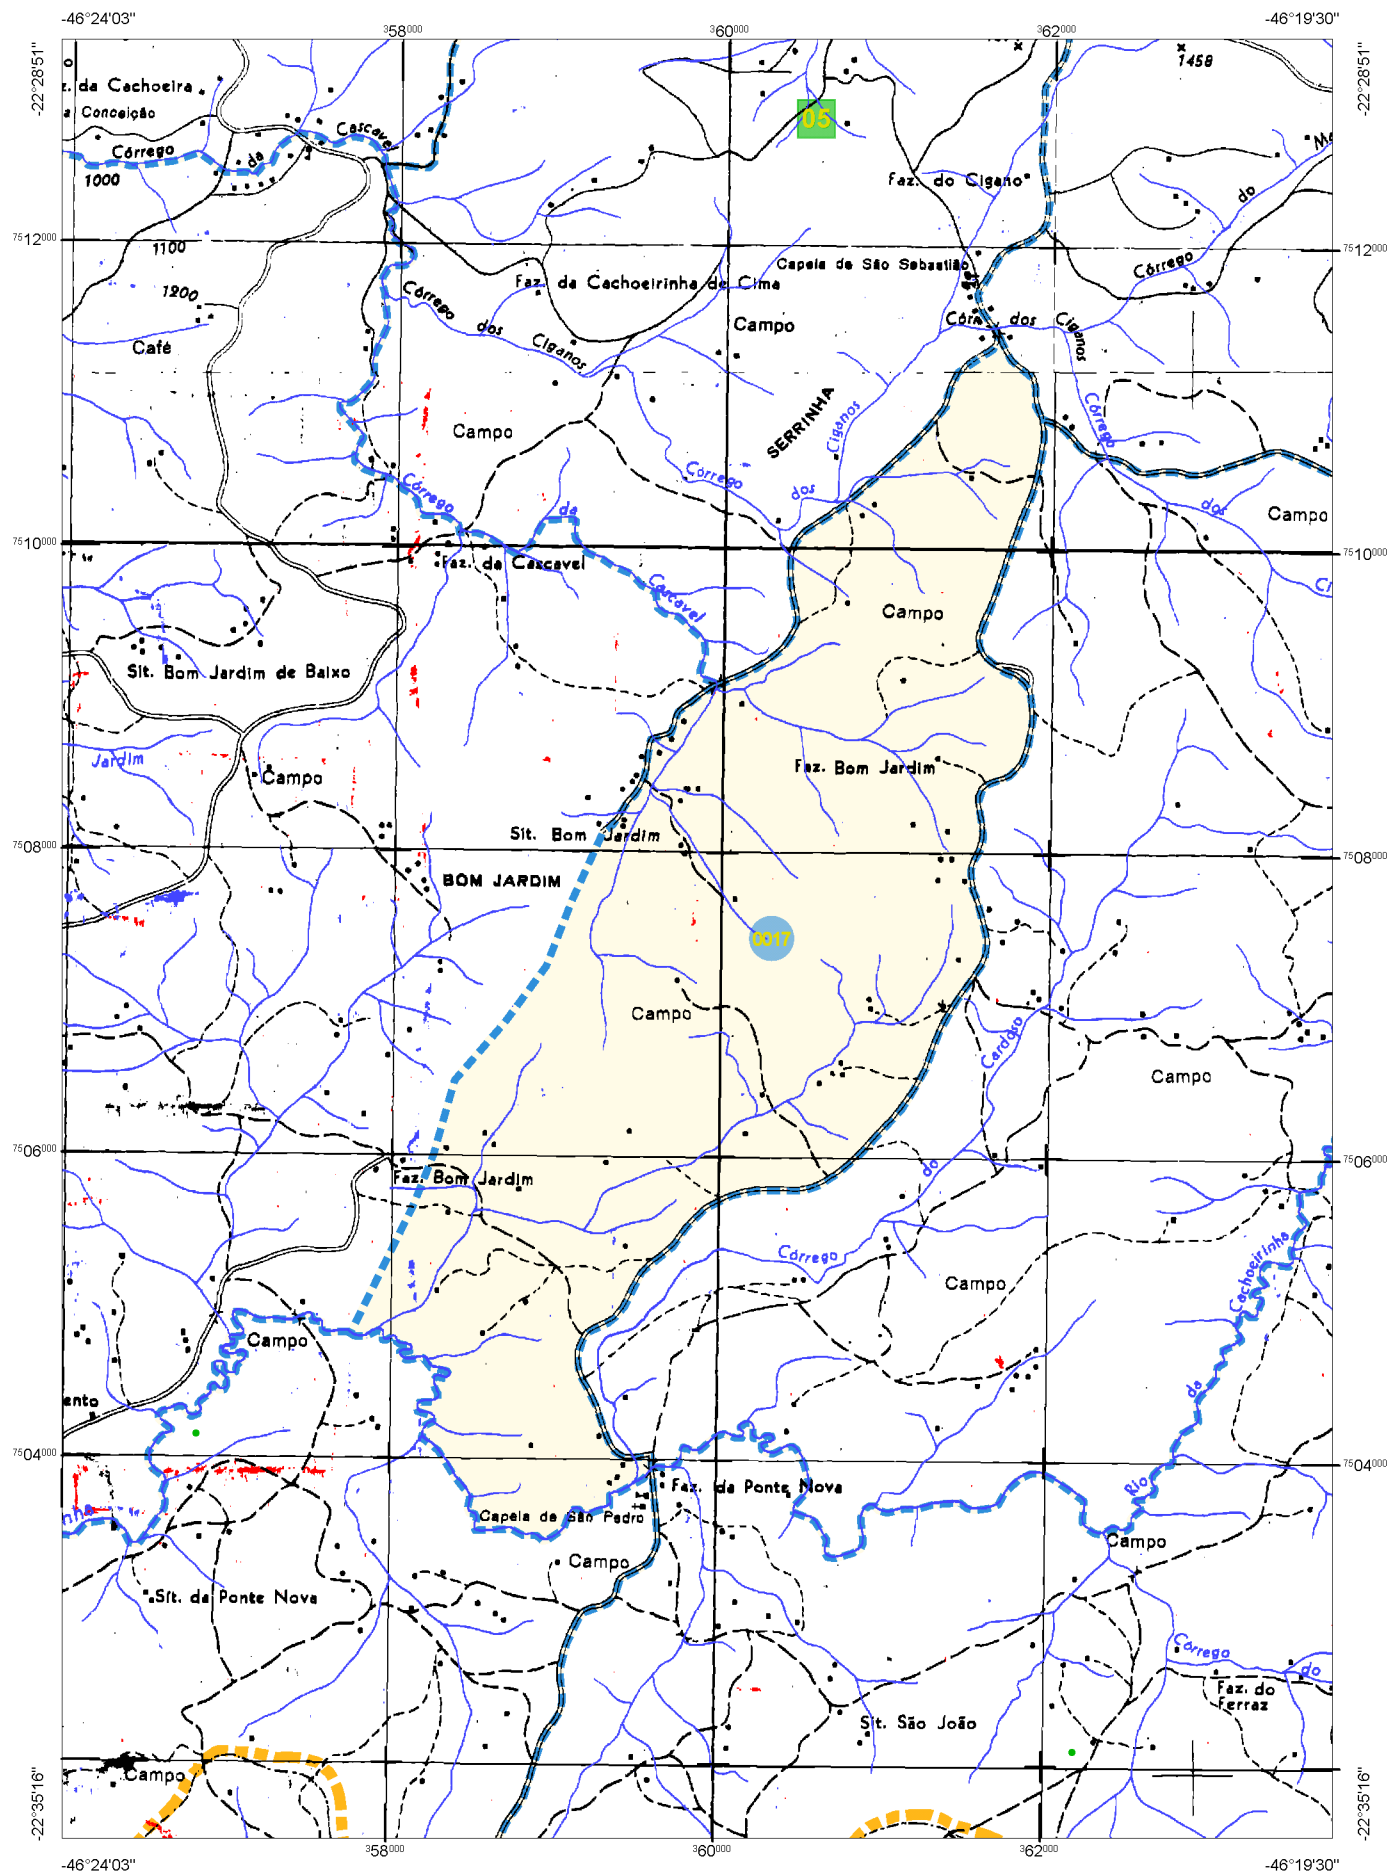 -46°24'03"
358000
360000
362000
-46°19'30"
-22°28'51"
-22°28'51"
1458
z. da Cachoeira
a Conceição
05
Cascavel
Córrego
da
1000
Faz. do Cigano
do
7512000
1100
7512000
Capela de São Sebastião
Córrego
Faz. da Cachoeirinha de Cima
1200
Córrego dos Ciganos
Campo
dos Ciganos
Café
SERRINHA
Ciganos
Córrego
Campo
Córrego
Córrego
da
dos
dos
Campo
7510000
7510000
Faz. da Cascavel
Cascavel
Ci
Campo
Sit. Bom Jardim de Baixo
Jardim
Faz. Bom Jardim
Campo
Sit. Bom Jardim
7508000
7508000
BOM JARDIM
0017
Campo
Cardoso
Campo
7506000
7506000
do
Faz. Bom Jardim
Córrego
Cachoeirinha
Campo
Campo
da
ento
7504000
7504000
Rio
Faz. da Ponte Nova
nha
Capela de São Pedro
Campo
Campo
Sit. da Ponte Nova
Córrego
do
Faz. do
Ferraz
Sit. São João
Campo
-22°35'16"
-22°35'16"
358000
360000
362000
-46°24'03"
-46°19'30"